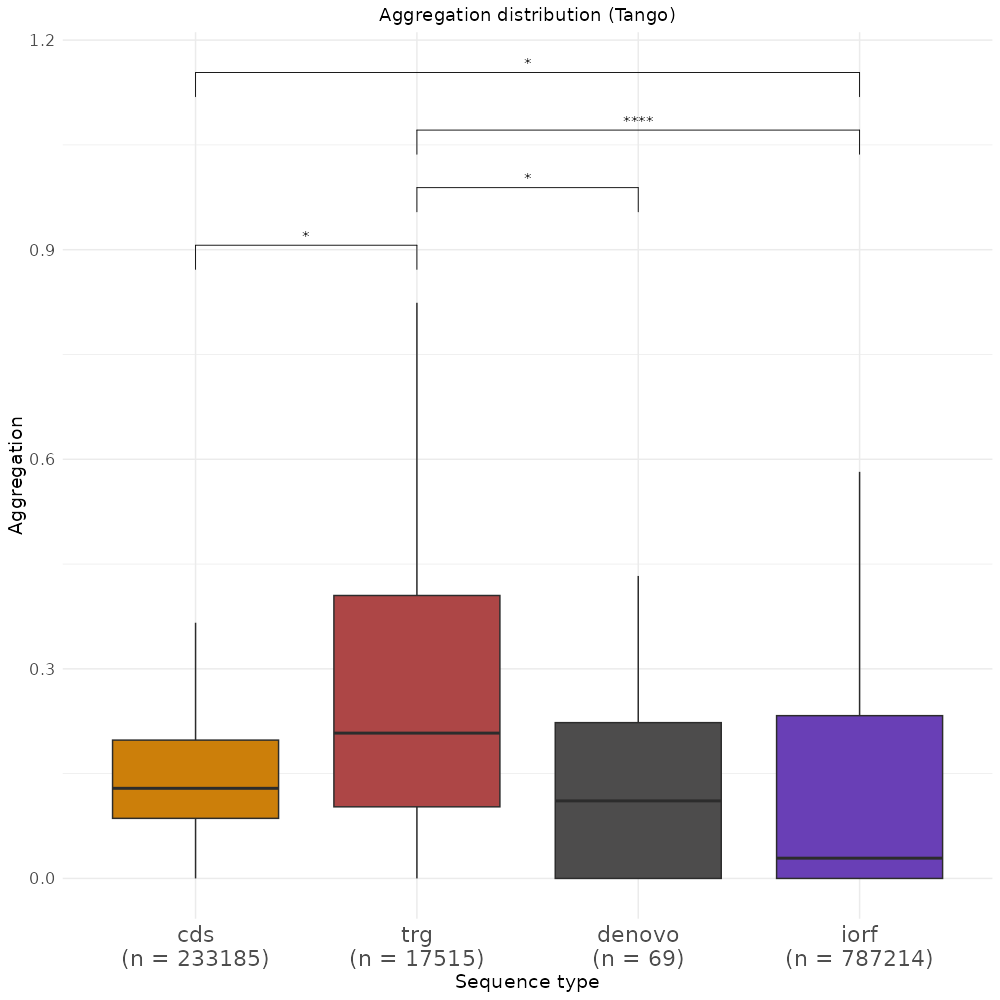 Aggregation distribution (Tango)
1.2
0.9
0.6
0.3
0.0
Aggregation
*
****
*
*
cds
(n = 233185)
trg
(n = 17515)
denovo
(n = 69)
iorf
(n = 787214)
Sequence type